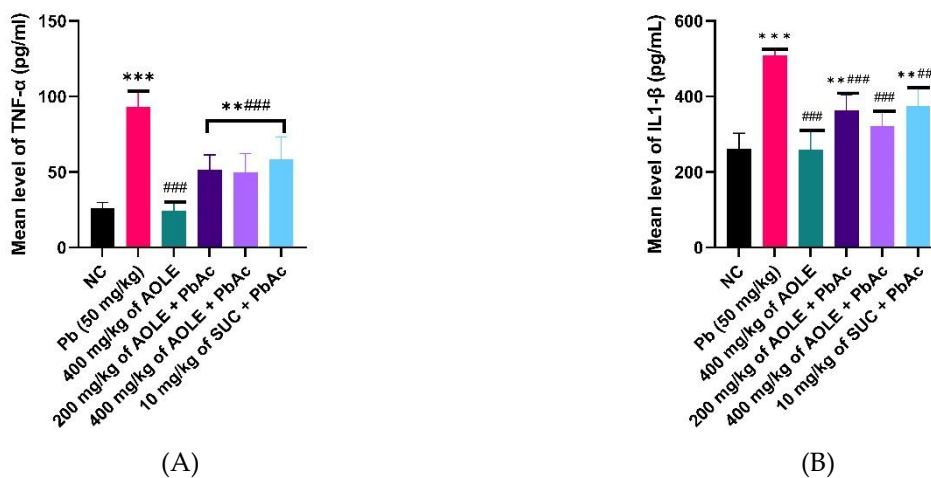 Mean level of TNF-α (pg/ml)
150
100
50
0
***
###
**###
NC
Pb (50 mg/kg)
400 mg/kg of AOLE
200 mg/kg of AOLE + PbAc
400 mg/kg of AOLE + PbAc
10 mg/kg of SUC + PbAc
(A)
Mean level of IL1-β (pg/mL)
600
400
200
0
***
###
**###
###
**##
NC
Pb (50 mg/kg)
400 mg/kg of AOLE
200 mg/kg of AOLE + PbAc
400 mg/kg of AOLE + PbAc
10 mg/kg of SUC + PbAc
(B)